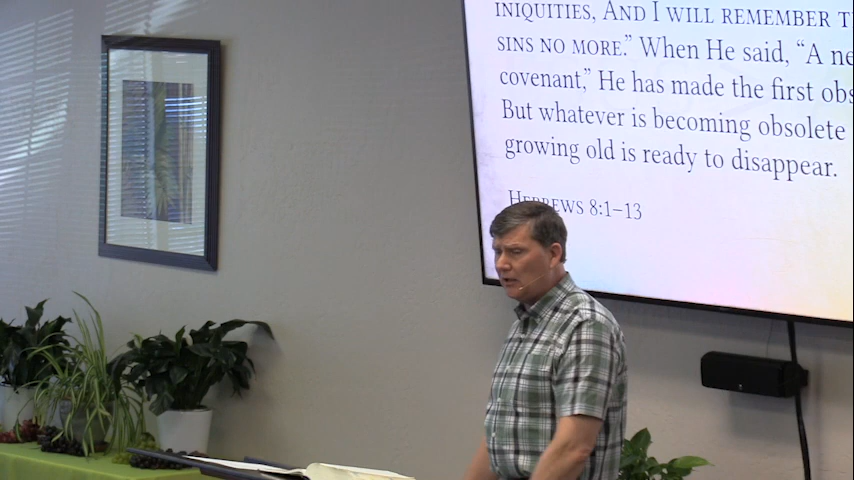 INIQUITIES, AND I WILL REMEMBER
SINS NO MORE.” When He said, “A
covenant,” He has made the first
But whatever is becoming obsolete
growing old is ready to disappear.
HEBREWS 8:1–13